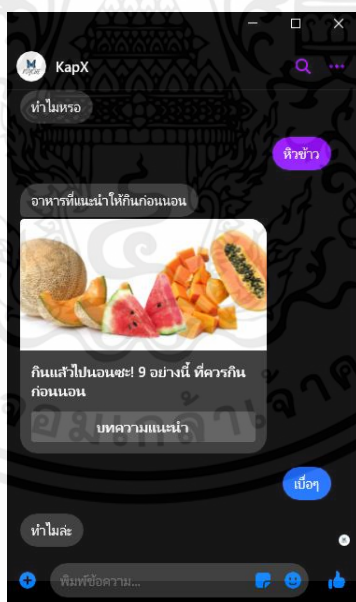 KapX
ทำไมหรอ
หิวข้าว
อาหารที่แนะนำให้กินก่อนนอน
กินแล้วไปนอนซะ! 9 อย่างนี้ ที่ควรกิน
ก่อนนอน
บทความแนะนำ
เบื่อๆ
ทำไมล่ะ
พิมพ์ข้อความ...